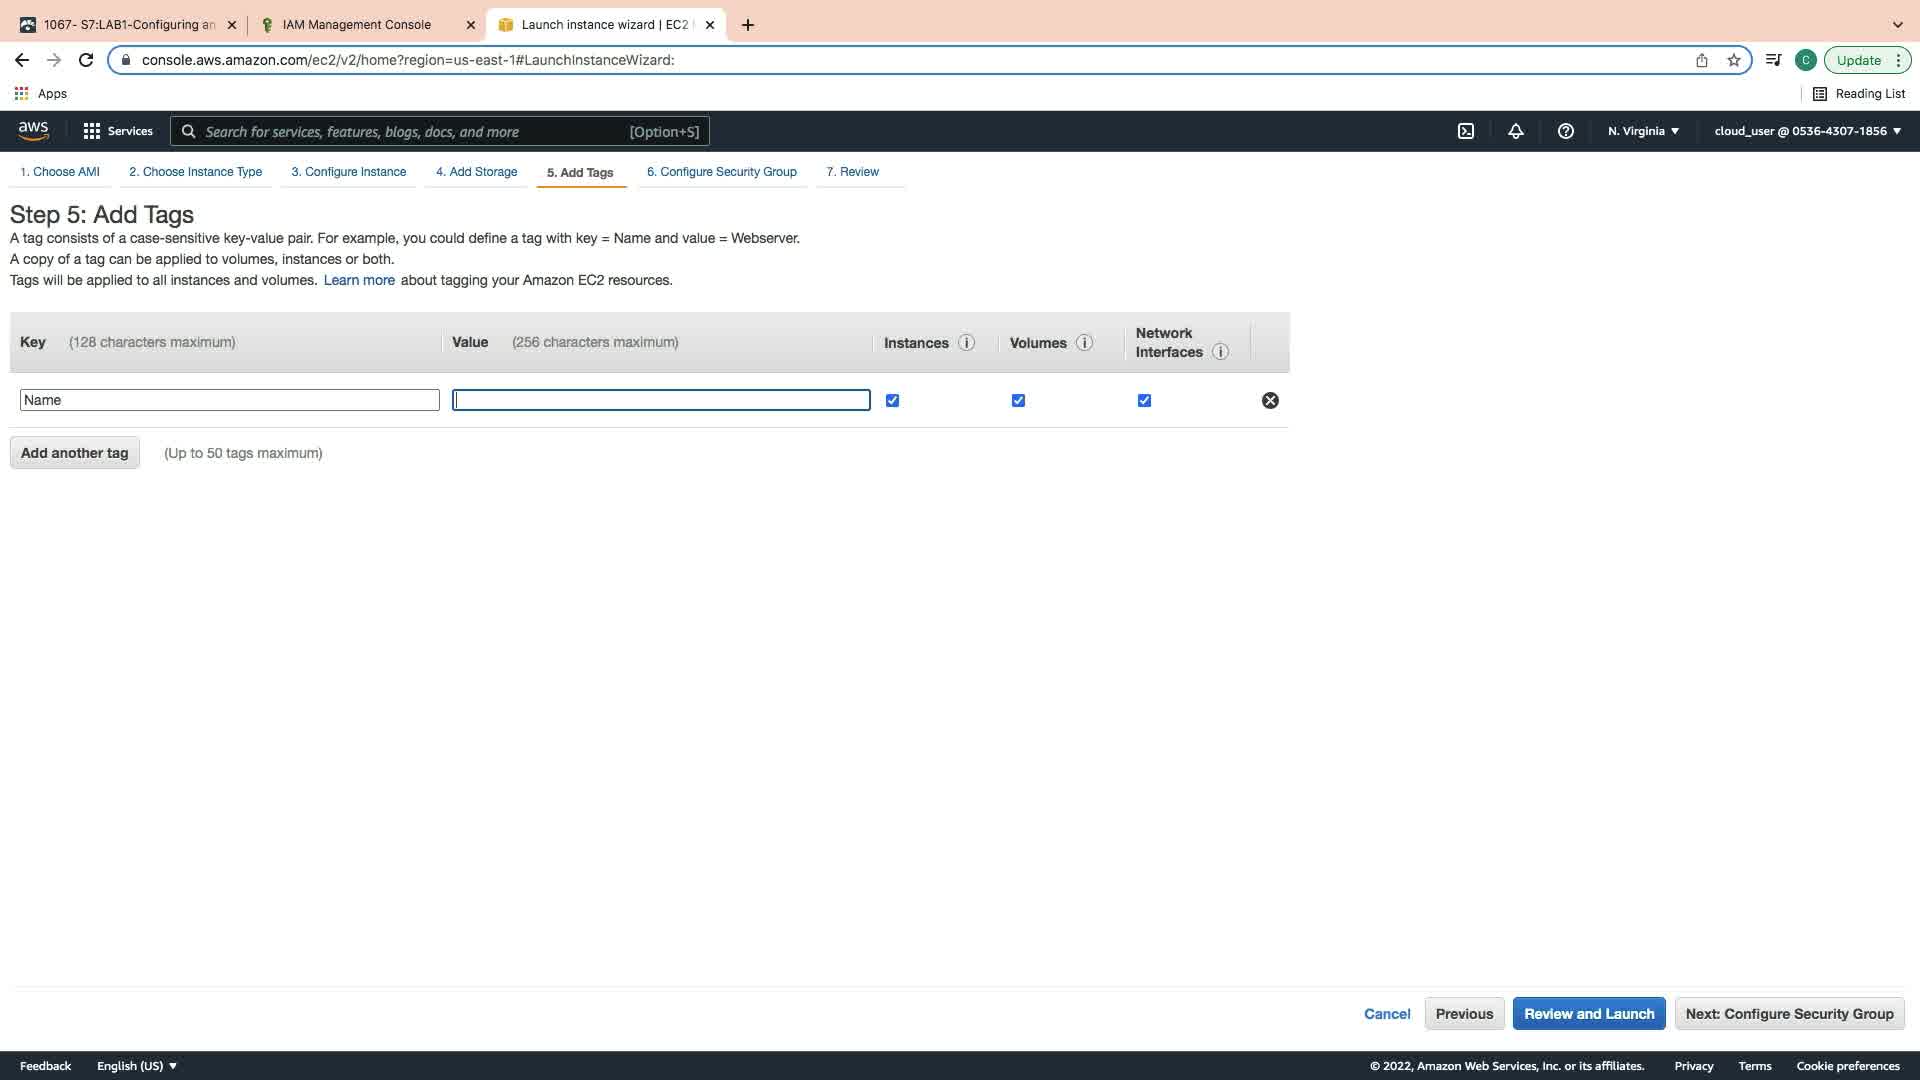 1067- S7:LAB1-Configuring an
IAM Management Console
Launch instance wizard | EC2
console.aws.amazon.com/ec2/v2/home?region=us-east-1#LaunchInstanceWizard:
C
Update
Apps
Reading List
aws
Services
Search for services, features, blogs, docs, and more
[Option+S]
N. Virginia
cloud_user @ 0536-4307-1856
1. Choose AMI
2. Choose Instance Type
3. Configure Instance
4. Add Storage
5. Add Tags
6. Configure Security Group
7. Review
Step 5: Add Tags
A tag consists of a case-sensitive key-value pair. For example, you could define a tag with key = Name and value = Webserver.
A copy of a tag can be applied to volumes, instances or both.
Tags will be applied to all instances and volumes. Learn more about tagging your Amazon EC2 resources.
Key (128 characters maximum)
Value (256 characters maximum)
Instances
Volumes
Network
Interfaces
Name
Add another tag
(Up to 50 tags maximum)
Cancel
Previous
Review and Launch
Next: Configure Security Group
Feedback
English (US)
© 2022, Amazon Web Services, Inc. or its affiliates.
Privacy
Terms
Cookie preferences